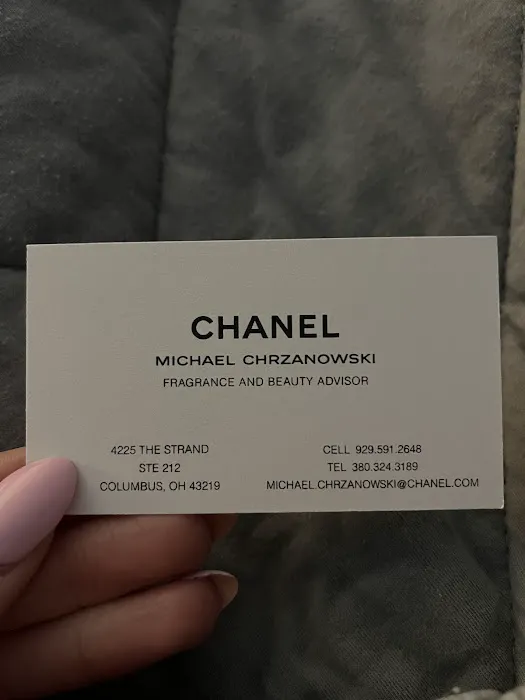 CHANEL
MICHAEL CHRZANOWSKI
FRAGRANCE AND BEAUTY ADVISOR
4225 THE STRAND
STE 212
COLUMBUS, OH 43219
CELL 929.591.2648
TEL 380.324.3189
MICHAEL.CHRZANOWSKI@CHANEL.COM